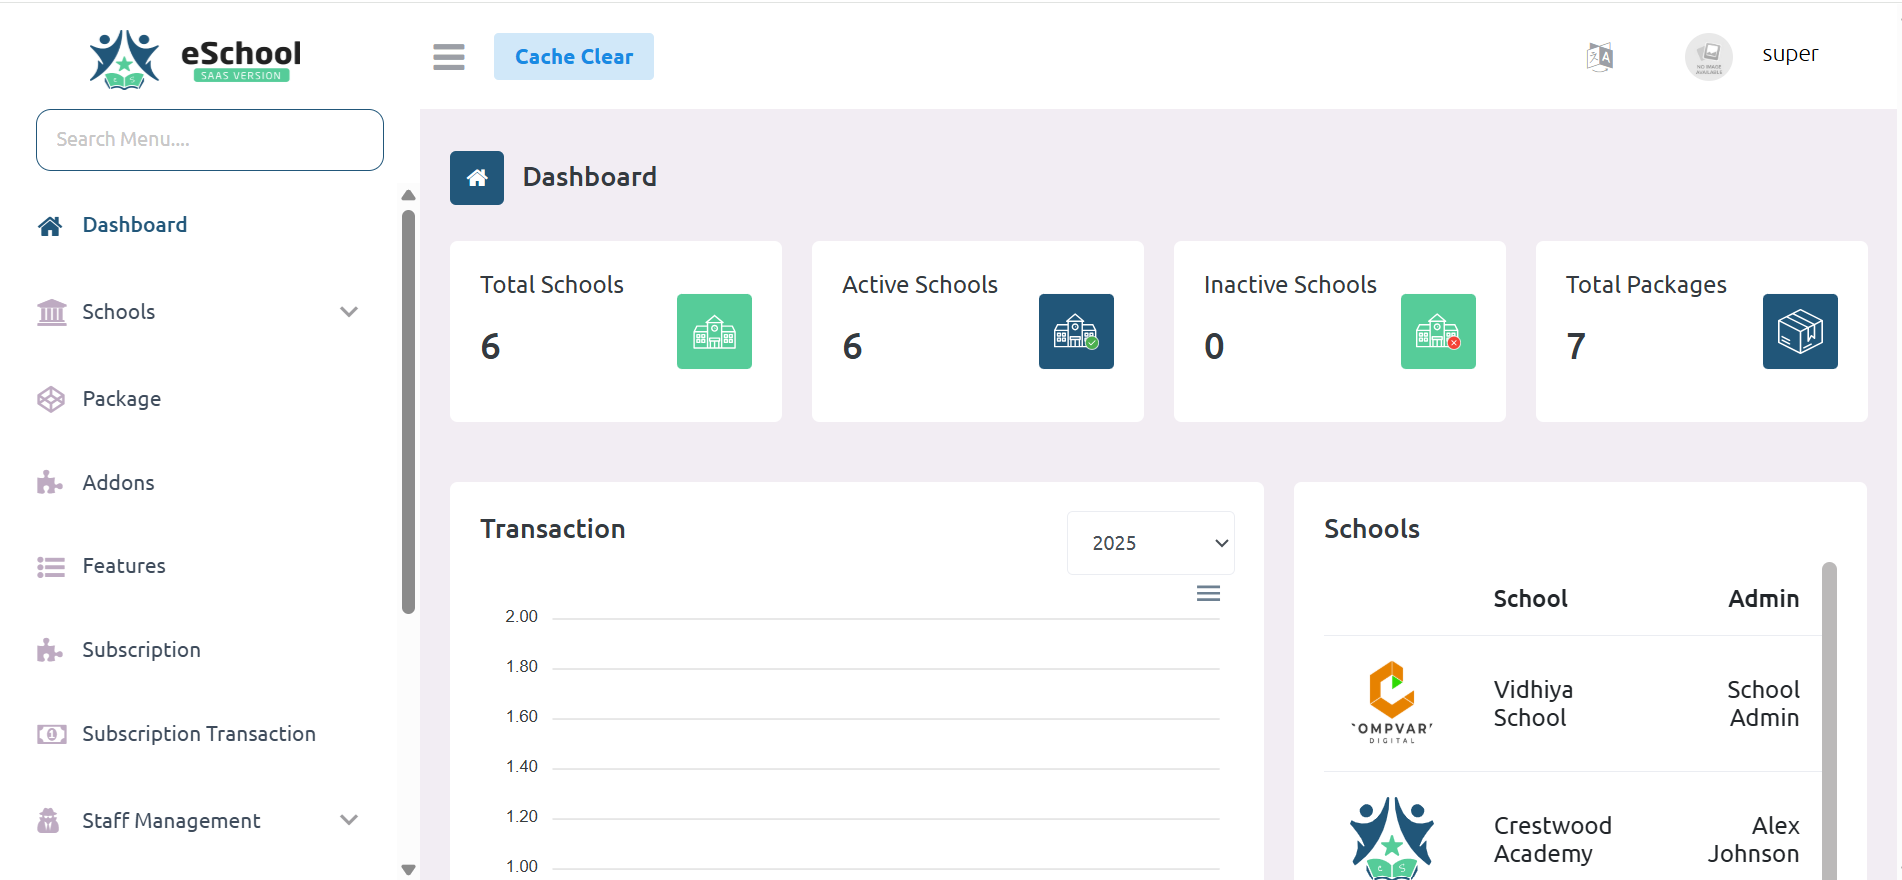 eSchool
SAAS VERSION
Cache Clear
super
Search Menu....
Dashboard
Schools
Package
Addons
Features
Subscription
Subscription Transaction
Staff Management
Dashboard
Total Schools
6
Active Schools
6
Inactive Schools
0
Total Packages
7
Transaction
2025
2.00
1.80
1.60
1.40
1.20
1.00
Schools
School Admin
Vidhiya School
School Admin
OMPVAR
DIGITAL
Crestwood Academy
Alex Johnson
NO IMAGE
AVAILABLE